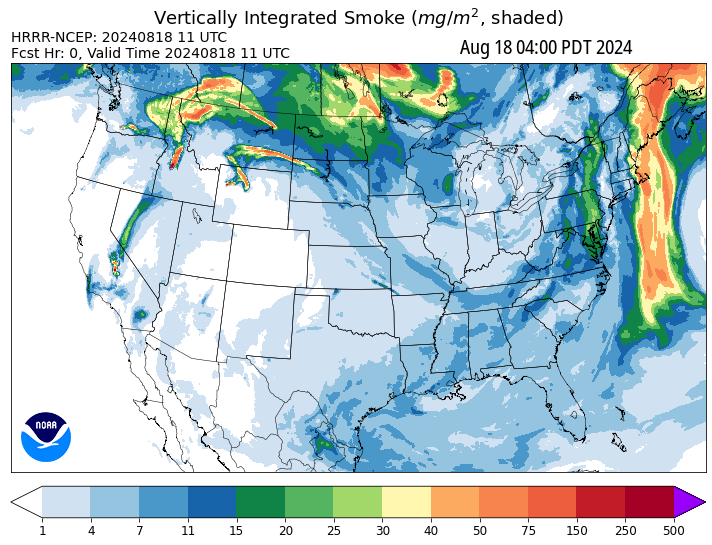 Vertically Integrated Smoke (mg/m², shaded)
HRRR-NCEP: 20240818 11 UTC
Fcst Hr: 0, Valid Time 20240818 11 UTC
Aug 18 04:00 PDT 2024
NOAA
1 4 7 11 15 20 25 30 40 50 75 150 250 500